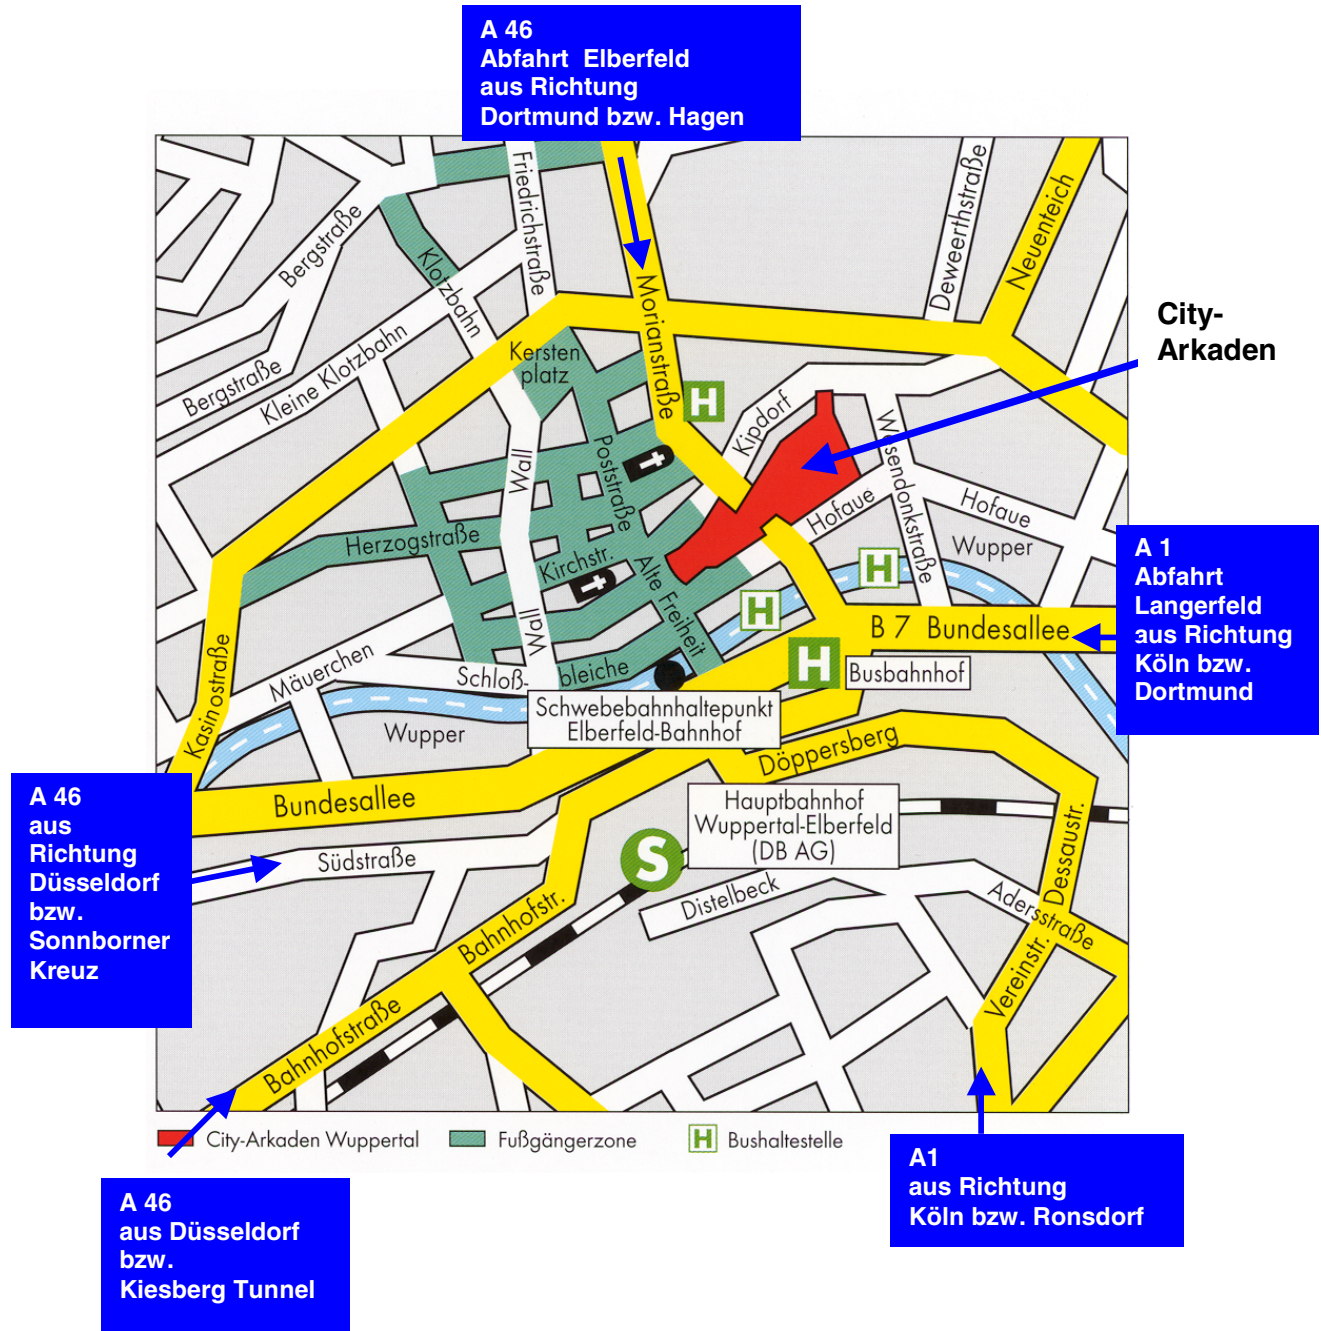 A 46
Abfahrt Elberfeld
aus Richtung
Dortmund bzw. Hagen
Friedrichstraße
Dewerthstraße
Neuenteich
Bergstraße
Klotzbahn
Morianstraße
City-
Arkaden
Kersten
platz
Bergstraße
Kleine Klotzbahn
H
Kipdorf
Wall
Poststraße
Wesendonkstraße
Hofaue
Hofaue
Herzogstraße
Kirchstr.
Alte Freiheit
H
Wupper
A 1
Abfahrt
Langerfeld
aus Richtung
Köln bzw.
Dortmund
H
Wall
B 7 Bundesallee
Kasinostraße
Mäuerchen
Schloß-
bleiche
H
Busbahnhof
Wupper
Schwebebahnhaltepunkt
Elberfeld-Bahnhof
Döppersberg
A 46
aus
Richtung
Düsseldorf
bzw.
Sonnborner
Kreuz
Bundesallee
Hauptbahnhof
Wuppertal-Elberfeld
(DB AG)
Südstraße
S
Dessaustr.
Distelbeck
Adersstraße
Bahnhofstr.
Vereinstr.
Bahnhofstraße
City-Arkaden Wuppertal
Fußgängerzone
H
Bushaltestelle
A1
aus Richtung
Köln bzw. Ronsdorf
A 46
aus Düsseldorf
bzw.
Kiesberg Tunnel